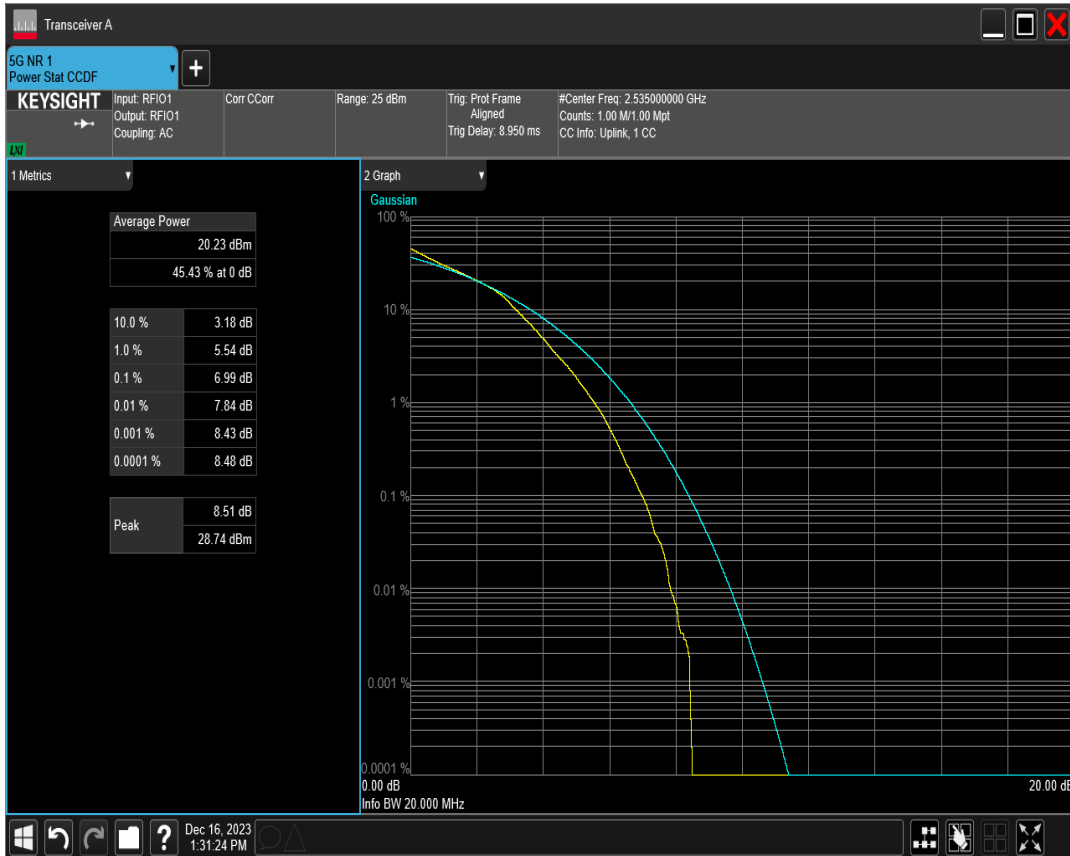 Transceiver A
5G NR 1
Power Stat CCDF
KEYSIGHT
LXI
Input: RFIO1
Output: RFIO1
Coupling: AC
Corr CCorr
Range: 25 dBm
Trig: Prot Frame
Aligned
Trig Delay: 8.950 ms
#Center Freq: 2.535000000 GHz
Counts: 1.00 M/1.00 Mpt
CC Info: Uplink, 1 CC
1 Metrics
Average Power
20.23 dBm
45.43 % at 0 dB
10.0 % 3.18 dB
1.0 % 5.54 dB
0.1 % 6.99 dB
0.01 % 7.84 dB
0.001 % 8.43 dB
0.0001 % 8.48 dB
Peak
8.51 dB
28.74 dBm
2 Graph
Gaussian
100 %
10 %
1 %
0.1 %
0.01 %
0.001 %
0.0001 %
0.00 dB 20.00 dB
Info BW 20.000 MHz
?
Dec 16, 2023
1:31:24 PM